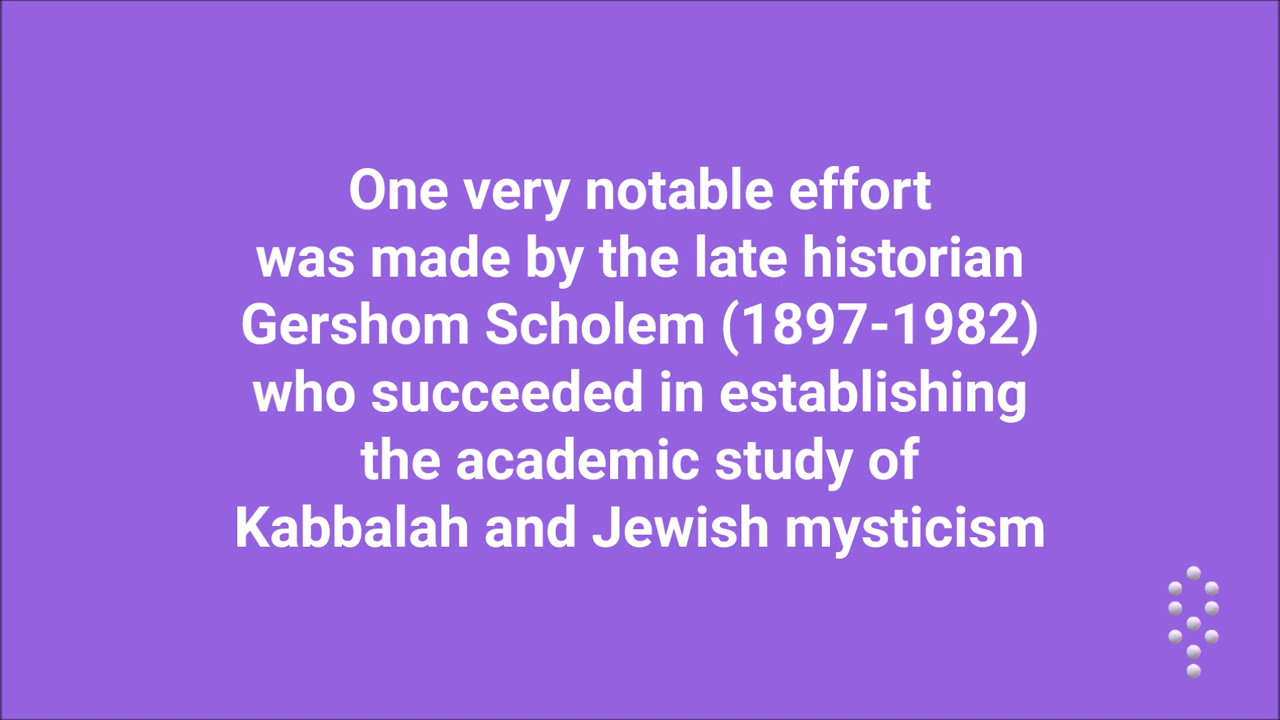 One very notable effort
was made by the late historian
Gershom Scholem (1897-1982)
who succeeded in establishing
the academic study of
Kabbalah and Jewish mysticism